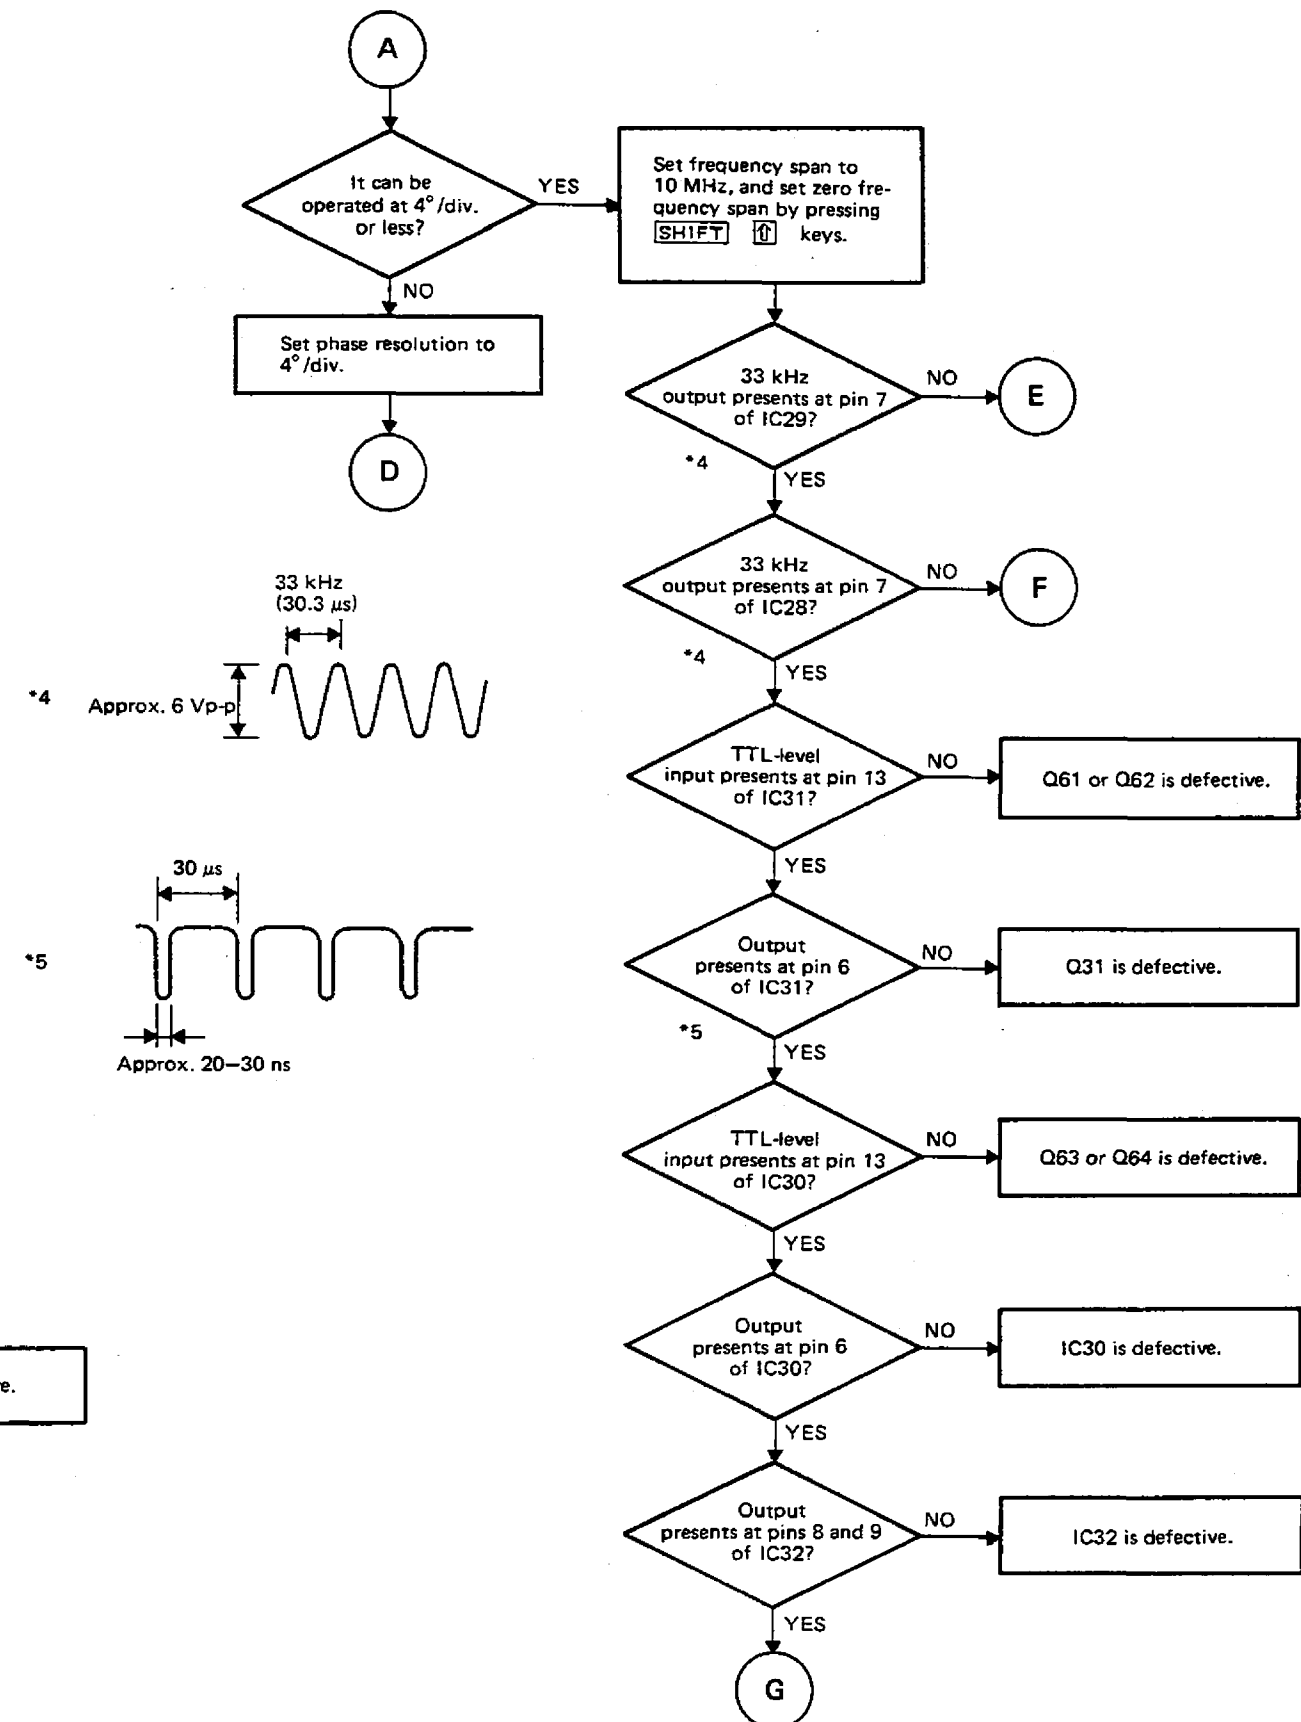 A
It can be
operated at 4°/div.
or less?
YES
NO
Set frequency span to
10 MHz, and set zero fre-
quency span by pressing
SHIFT ⇧ keys.
Set phase resolution to
4°/div.
D
33 kHz
output presents at pin 7
of IC29?
NO
E
*4
YES
33 kHz
output presents at pin 7
of IC28?
NO
F
*4
YES
33 kHz
(30.3 μs)
*4
Approx. 6 Vp-p
TTL-level
input presents at pin 13
of IC31?
NO
Q61 or Q62 is defective.
YES
30 μs
*5
Approx. 20–30 ns
Output
presents at pin 6
of IC31?
NO
Q31 is defective.
*5
YES
TTL-level
input presents at pin 13
of IC30?
NO
Q63 or Q64 is defective.
YES
Output
presents at pin 6
of IC30?
NO
IC30 is defective.
e.
YES
Output
presents at pins 8 and 9
of IC32?
NO
IC32 is defective.
YES
G